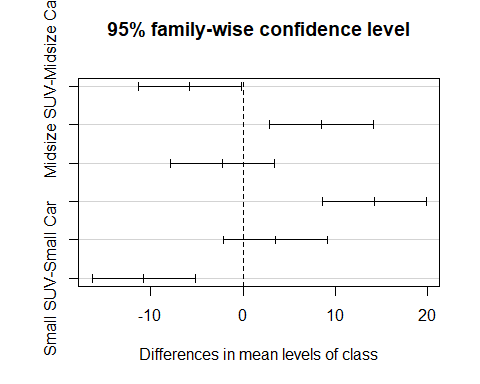 95% family-wise confidence level
Midsize SUV-Midsize Ca
Small SUV-Small Car
-10 0 10 20
Differences in mean levels of class